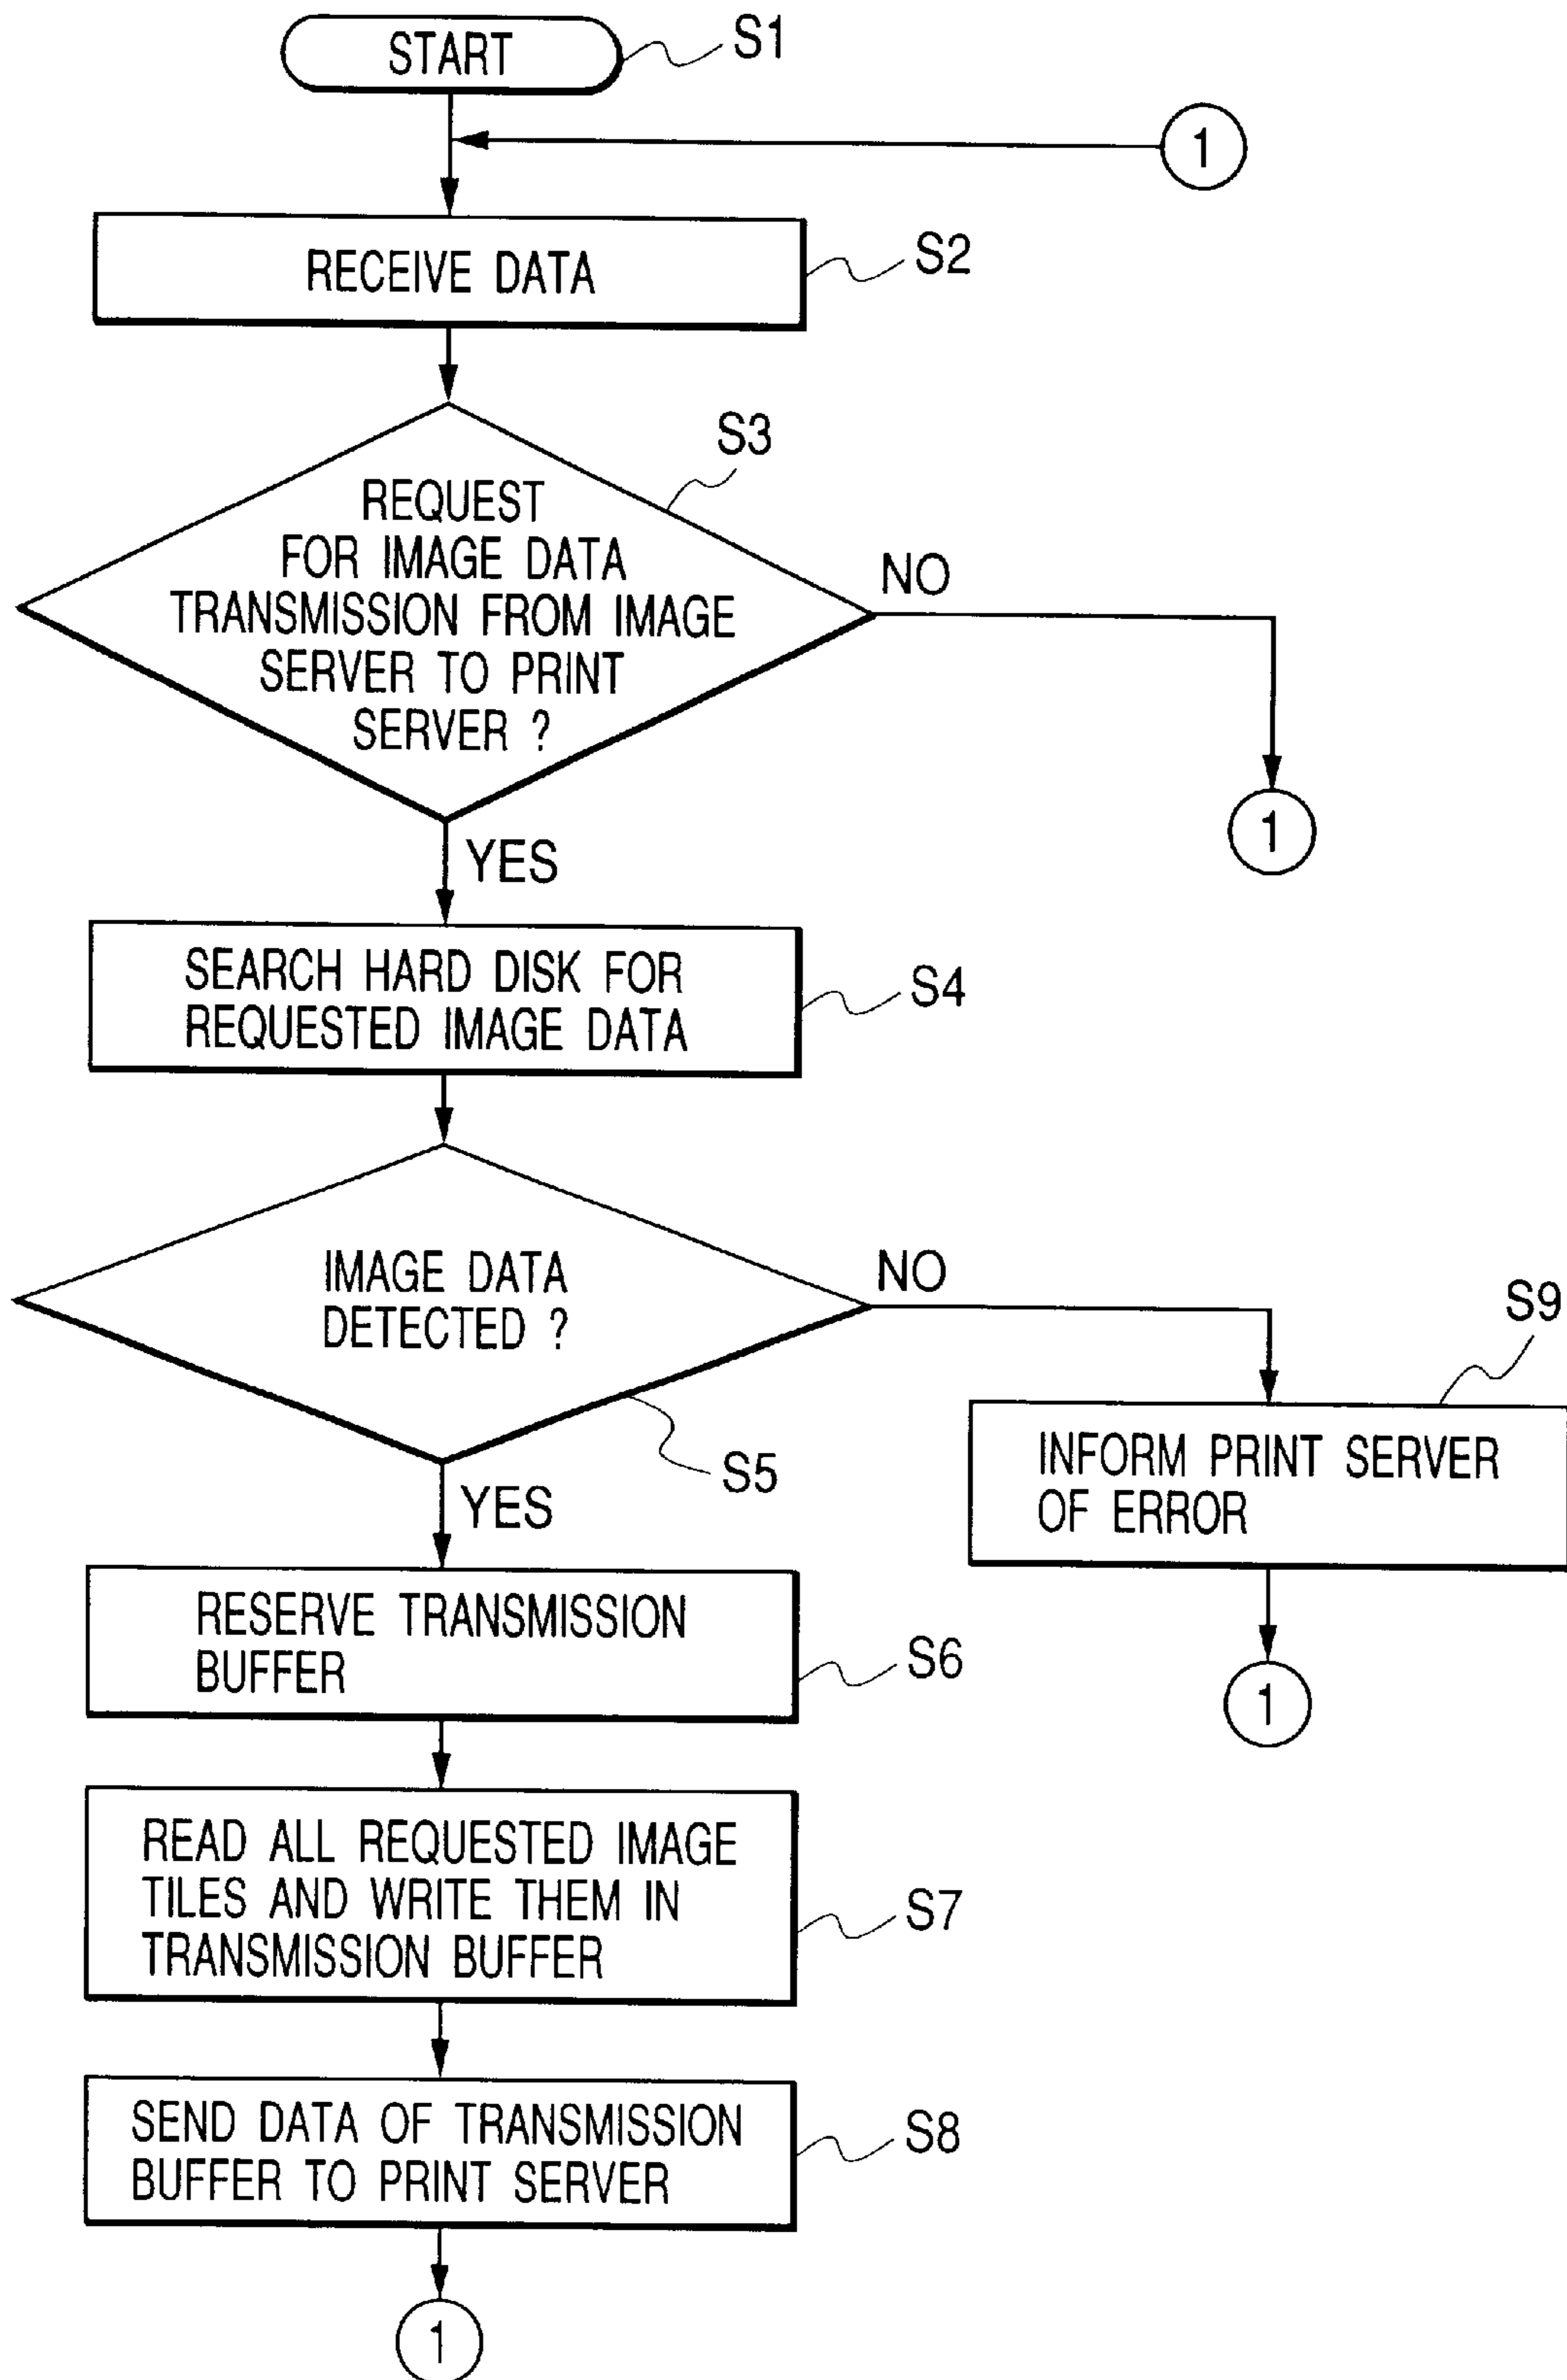 START
S1
1
RECEIVE DATA
S2
S3
REQUEST
FOR IMAGE DATA
TRANSMISSION FROM IMAGE
SERVER TO PRINT
SERVER ?
NO
1
YES
SEARCH HARD DISK FOR
REQUESTED IMAGE DATA
S4
IMAGE DATA
DETECTED ?
NO
S9
S5
INFORM PRINT SERVER
OF ERROR
YES
1
RESERVE TRANSMISSION
BUFFER
S6
READ ALL REQUESTED IMAGE
TILES AND WRITE THEM IN
TRANSMISSION BUFFER
S7
SEND DATA OF TRANSMISSION
BUFFER TO PRINT SERVER
S8
1